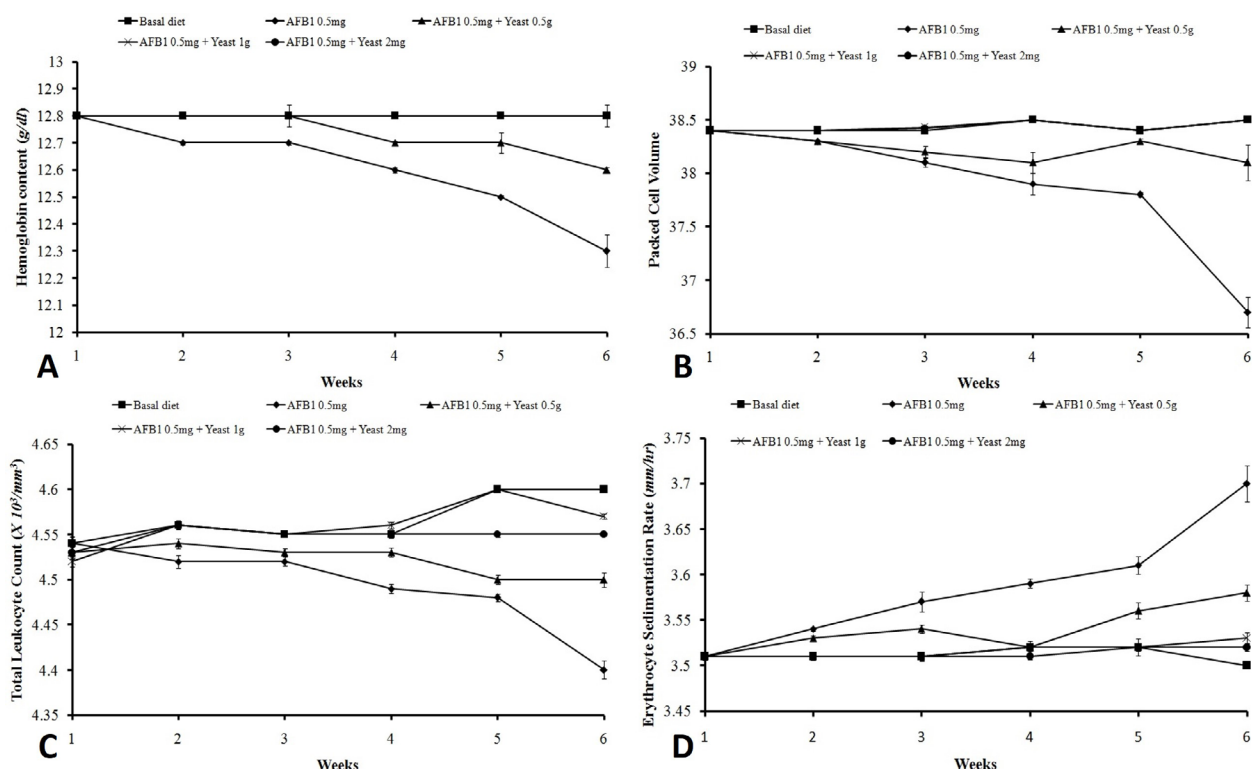 Basal diet AFB1 0.5mg AFB1 0.5mg + Yeast 0.5g
AFB1 0.5mg + Yeast 1g AFB1 0.5mg + Yeast 2mg
13
12.9
12.8
12.7
12.6
12.5
12.4
12.3
12.2
12.1
12
Hemoglobin content (g/dl)
1 2 3 4 5 6
Weeks
A
Basal diet AFB1 0.5mg AFB1 0.5mg + Yeast 0.5g
AFB1 0.5mg + Yeast 1g AFB1 0.5mg + Yeast 2mg
39
38.5
38
37.5
37
36.5
Packed Cell Volume
1 2 3 4 5 6
Weeks
B
Basal diet AFB1 0.5mg AFB1 0.5mg + Yeast 0.5g
AFB1 0.5mg + Yeast 1g AFB1 0.5mg + Yeast 2mg
4.65
4.6
4.55
4.5
4.45
4.4
4.35
Total Leukocyte Count (X 10³/mm³)
1 2 3 4 5 6
Weeks
C
Basal diet AFB1 0.5mg AFB1 0.5mg + Yeast 0.5g
AFB1 0.5mg + Yeast 1g AFB1 0.5mg + Yeast 2mg
3.75
3.7
3.65
3.6
3.55
3.5
3.45
Erythrocyte Sedimentation Rate (mm/hr)
1 2 3 4 5 6
Weeks
D